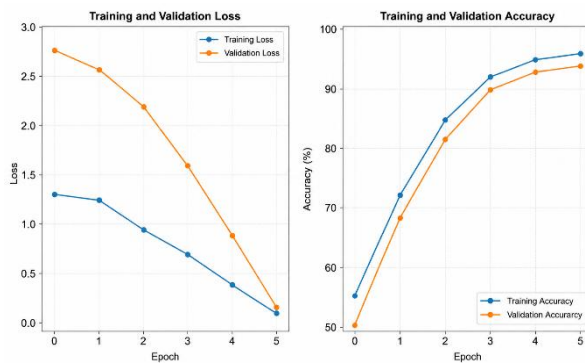 Training and Validation Loss
3.0
2.5
2.0
1.5
1.0
0.5
0.0
Loss
Training Loss
Validation Loss
0 1 2 3 4 5
Epoch
Training and Validation Accuracy
100
90
80
70
60
50
Accuracy (%)
Training Accuracy
Validation Accurarcy
0 1 2 3 4 5
Epoch